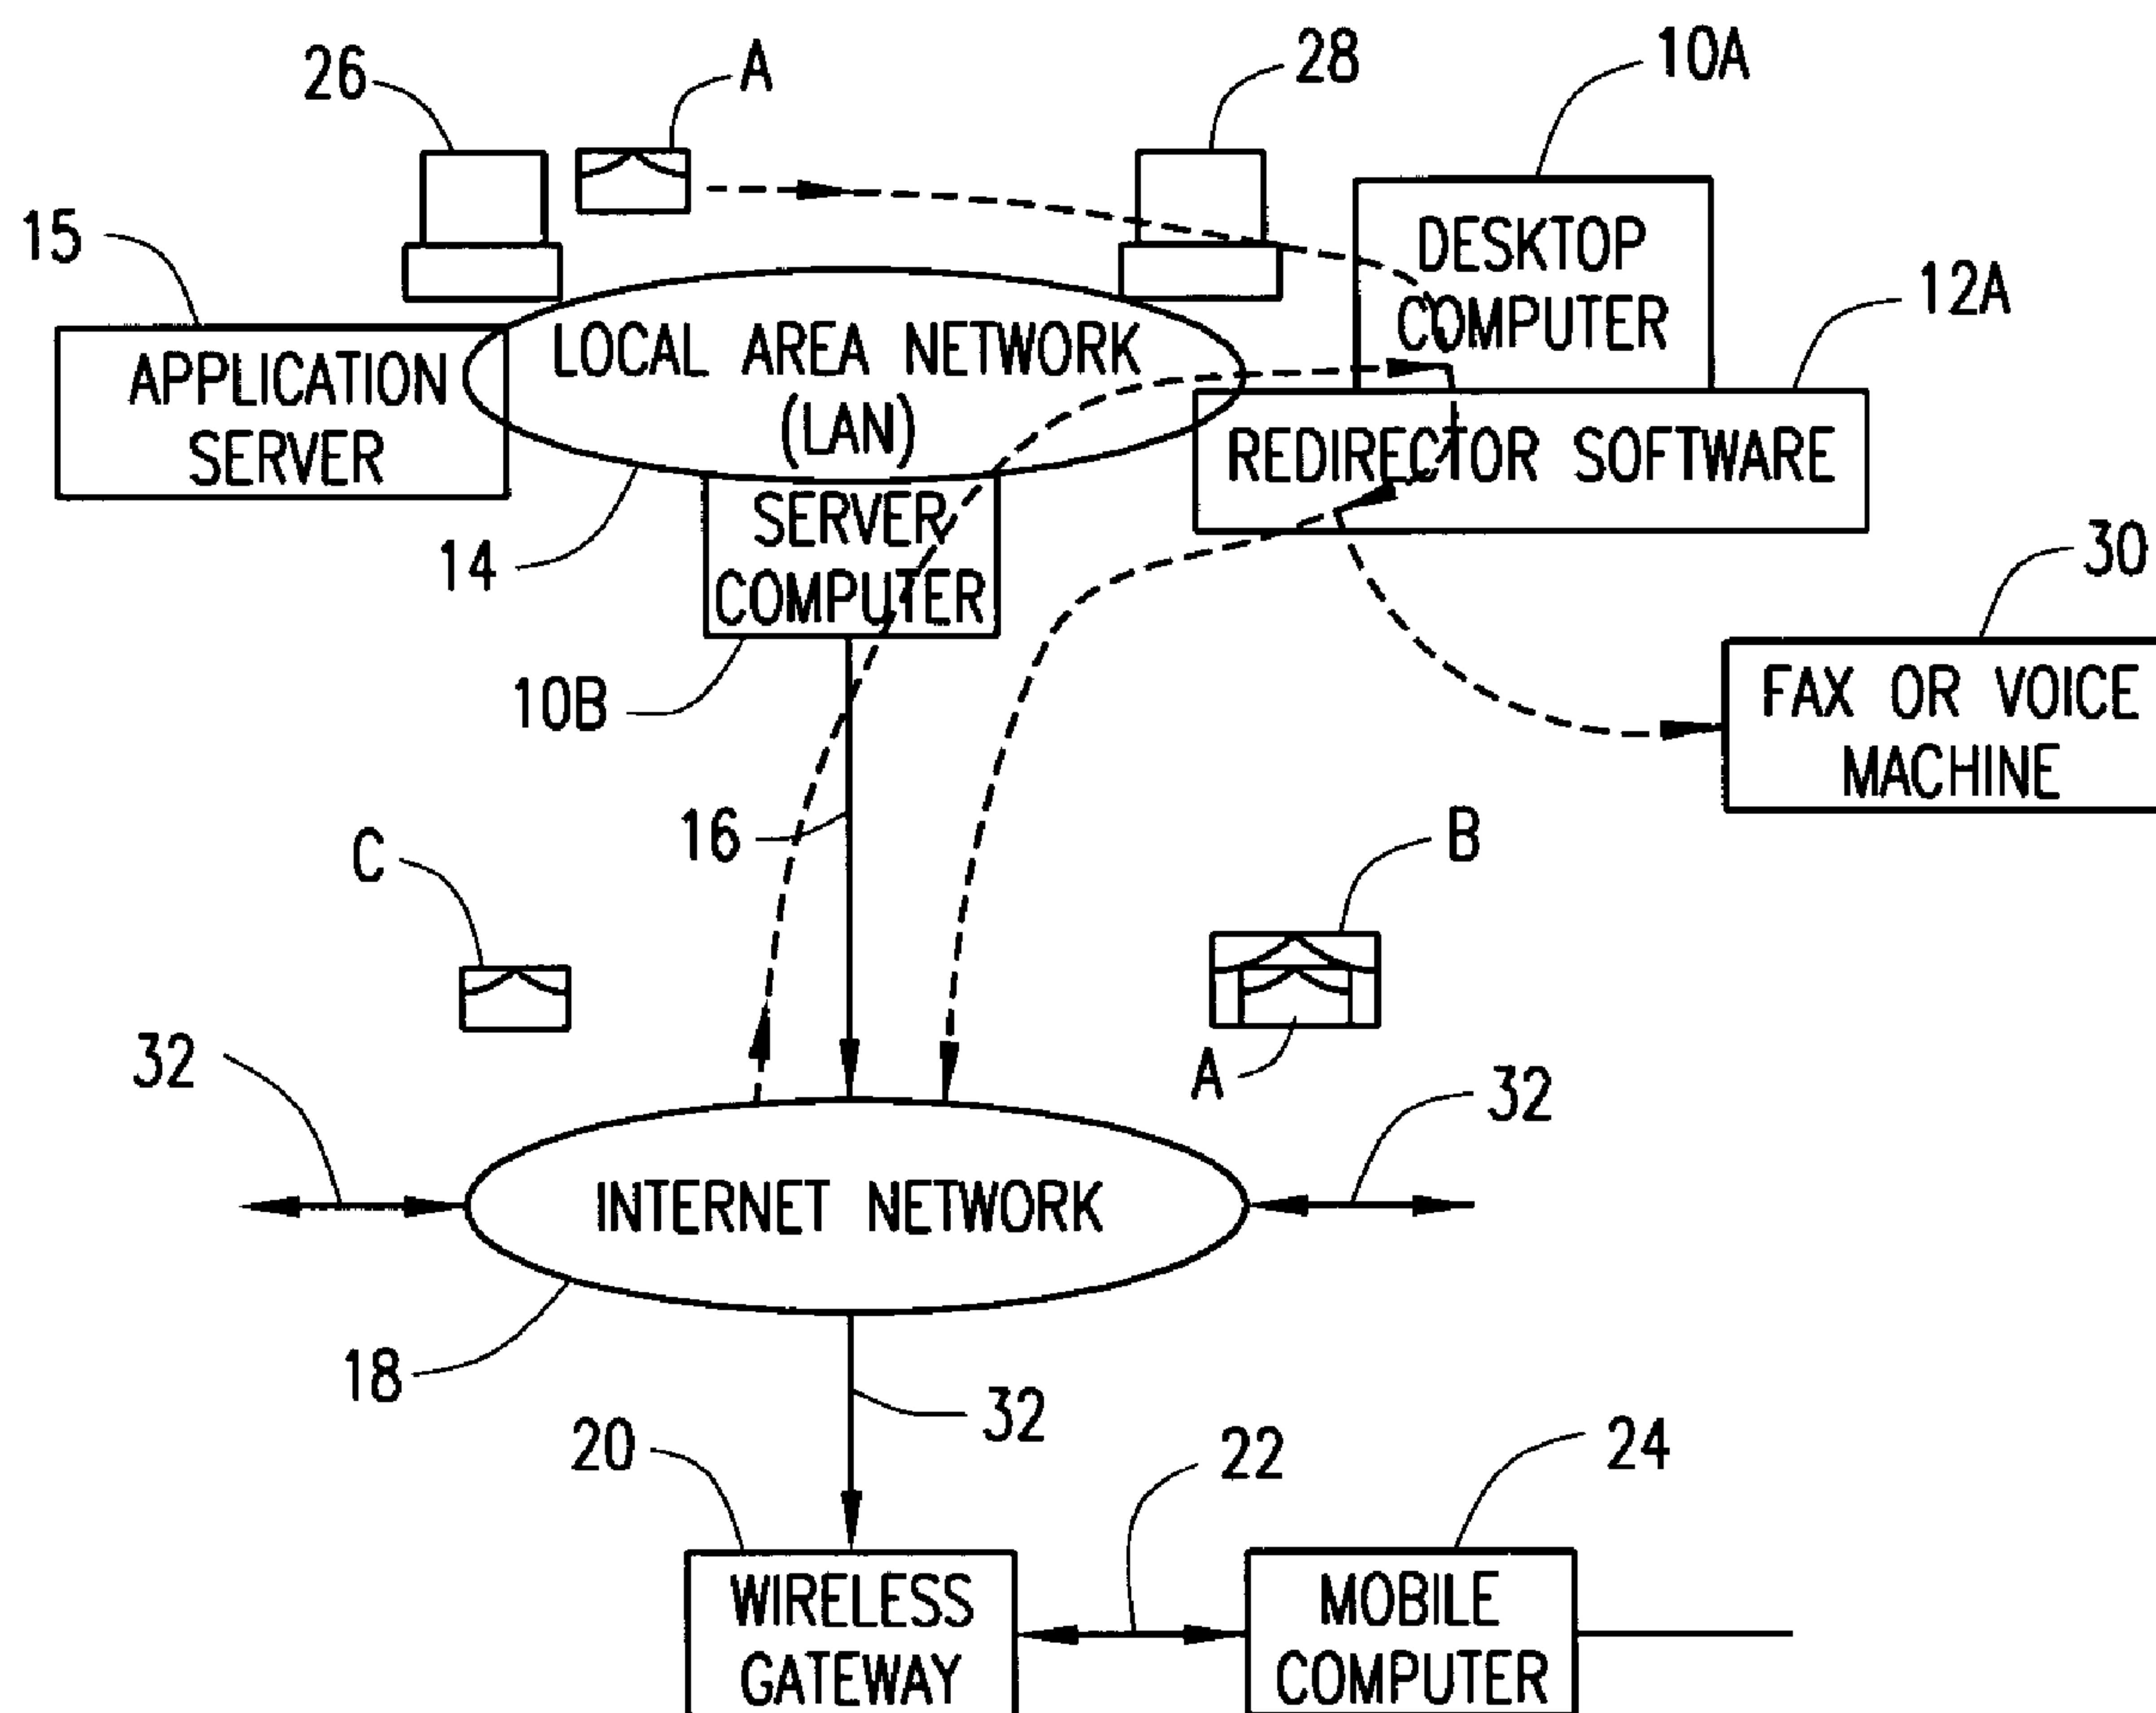 26
A
28
10A
15
DESKTOP
COMPUTER
12A
APPLICATION
SERVER
LOCAL AREA NETWORK
(LAN)
REDIRECTOR SOFTWARE
14
SERVER
COMPUTER
30
10B
FAX OR VOICE
MACHINE
16
C
B
A
32
32
INTERNET NETWORK
18
32
20
22
24
WIRELESS
GATEWAY
MOBILE
COMPUTER